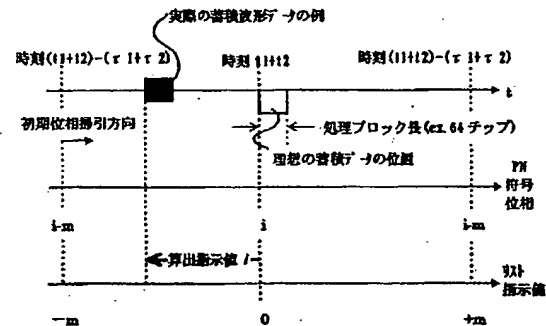 実際の蓄積波形データの例
時刻(t1+t2)-(τ1+τ2)
時刻 t1+t2
時刻(t1+t2)-(τ1+τ2)
t
初期位相掃引方向
処理ブロック長(ex. 64チップ)
理想の蓄積データの位置
PN
符号
位相
i-m
i
i-m
算出指示値 l
リスト
指示値
-m
0
+m